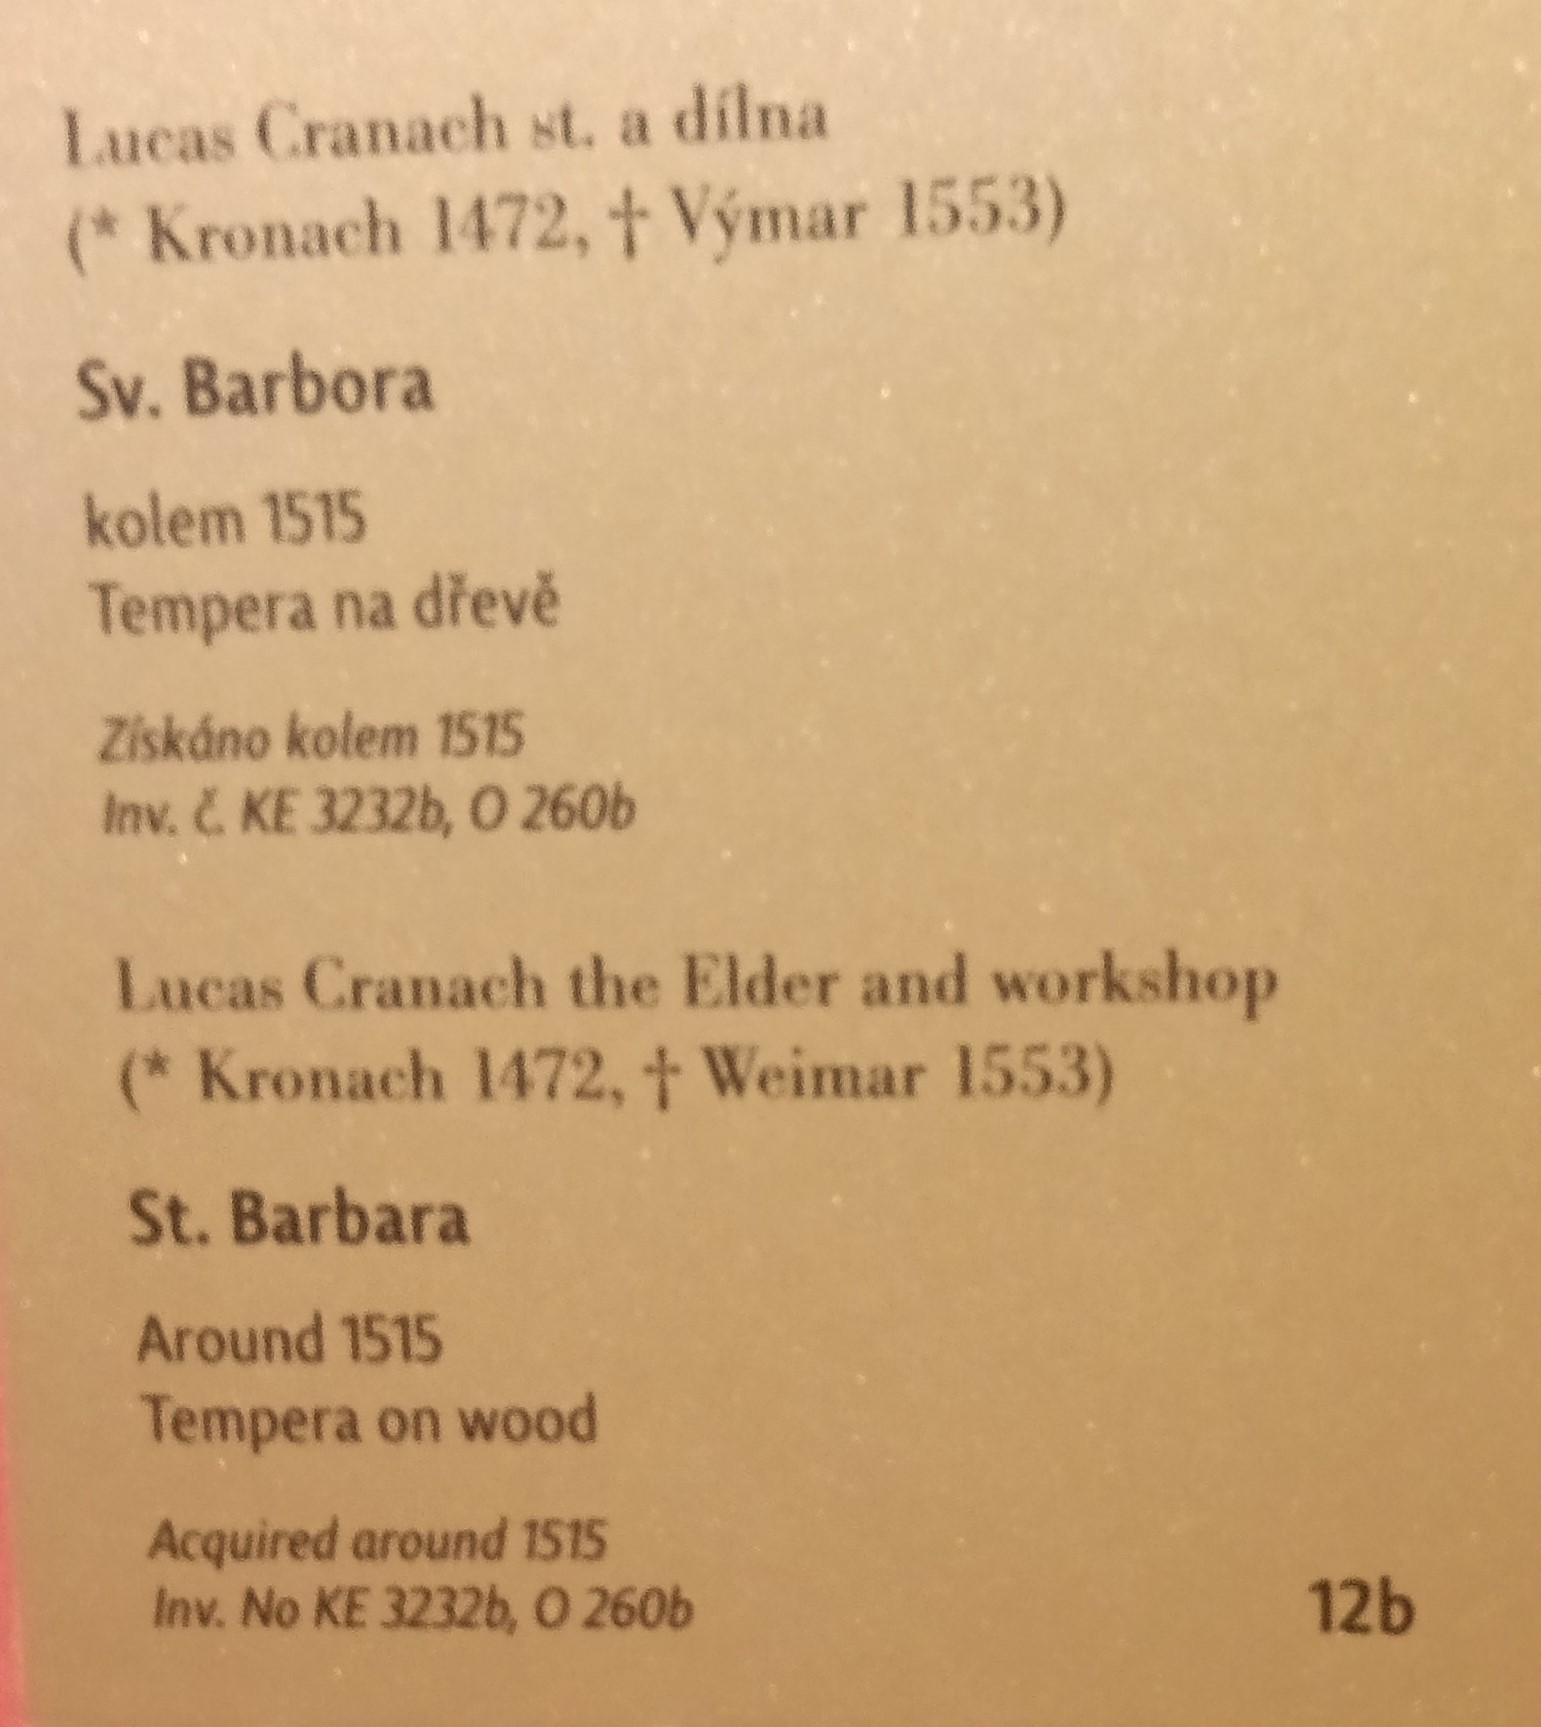 Lucas Cranach st. a dílna
(* Kronach 1472, † Výmar 1553)
Sv. Barbora
kolem 1515
Tempera na dřevě
Získáno kolem 1515
Inv. č. KE 3232b, O 260b
Lucas Cranach the Elder and workshop
(* Kronach 1472, † Weimar 1553)
St. Barbara
Around 1515
Tempera on wood
Acquired around 1515
Inv. No KE 3232b, O 260b
12b